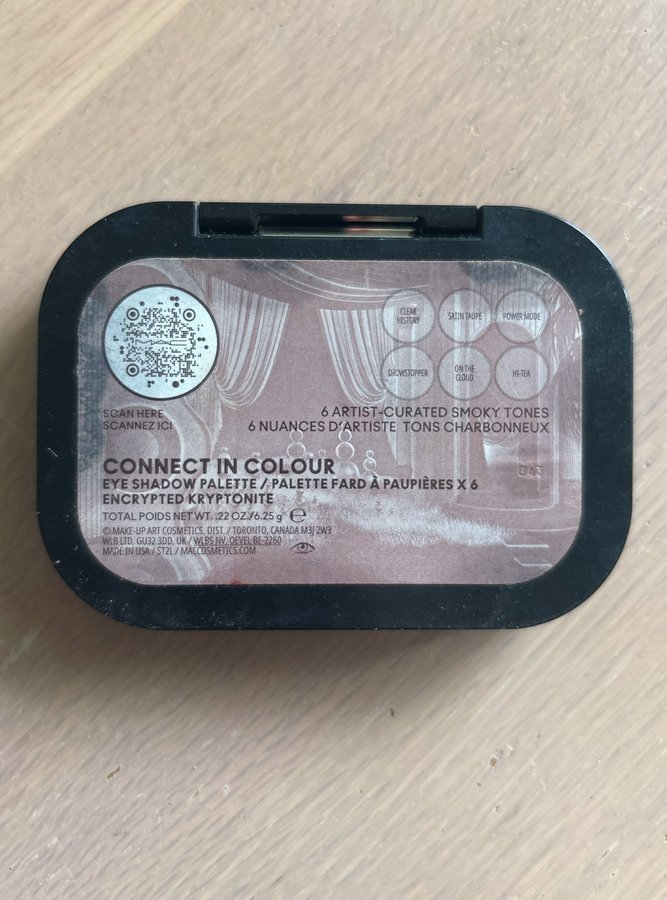 MAC
CLEAR
HISTORY
SATIN TAUPE
POWER MODE
SHOWSTOPPER
ON THE
CLOUD
HI-TEA
SCAN HERE
SCANNEZ ICI
6 ARTIST-CURATED SMOKY TONES
6 NUANCES D'ARTISTE TONS CHARBONNEUX
CONNECT IN COLOUR
EYE SHADOW PALETTE / PALETTE FARD À PAUPIÈRES X 6
ENCRYPTED KRYPTONITE
TOTAL POIDS NET WT. .22 OZ./6.25 g e
© MAKE-UP ART COSMETICS, DIST. / TORONTO, CANADA M3J 2W3
WLB LTD, GU32 3DD, UK / WLBS NV, OEVEL BE-2260
MADE IN USA / ST2L / MACCOSMETICS.COM